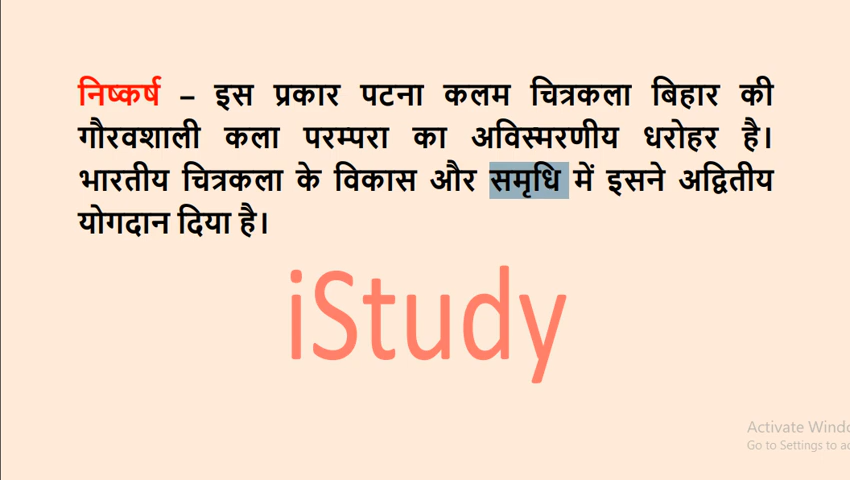 निष्कर्ष – इस प्रकार पटना कलम चित्रकला बिहार की
गौरवशाली कला परम्परा का अविस्मरणीय धरोहर है।
भारतीय चित्रकला के विकास और समृधि में इसने अद्वितीय
योगदान दिया है।
iStudy
Activate Windo
Go to Settings to ac